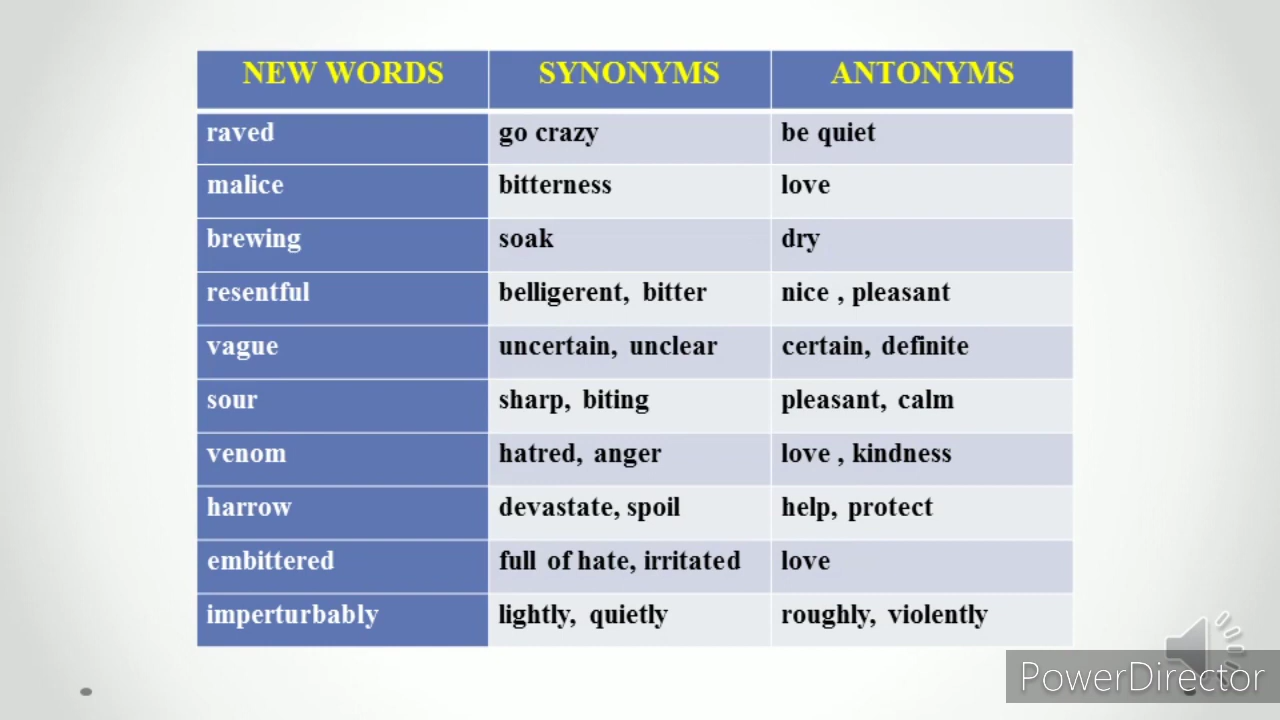 NEW WORDS SYNONYMS ANTONYMS
raved go crazy be quiet
malice bitterness love
brewing soak dry
resentful belligerent, bitter nice , pleasant
vague uncertain, unclear certain, definite
sour sharp, biting pleasant, calm
venom hatred, anger love , kindness
harrow devastate, spoil help, protect
embittered full of hate, irritated love
imperturbably lightly, quietly roughly, violently
PowerDirector